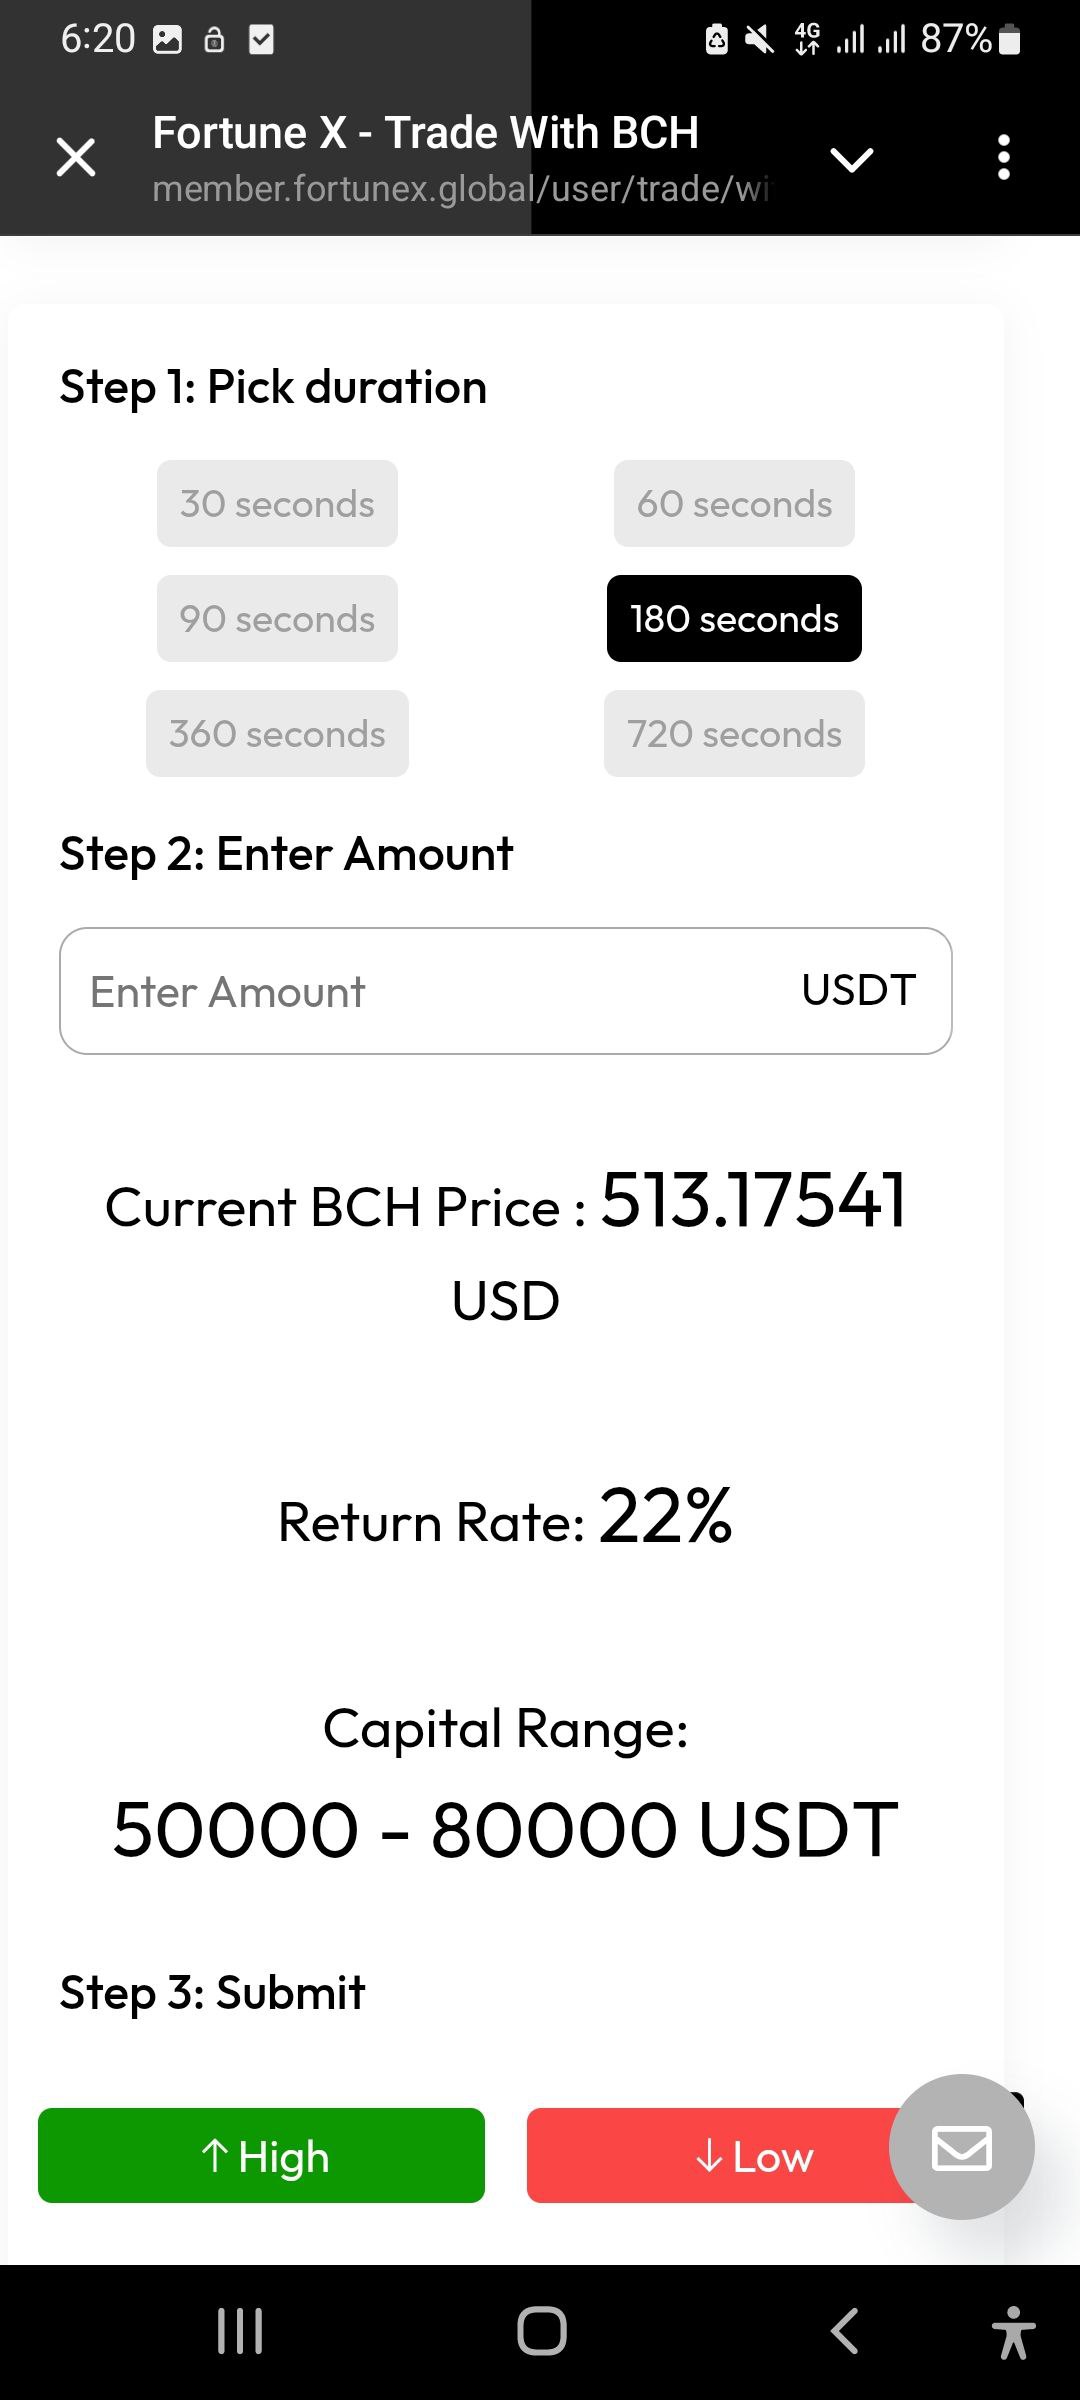 6:20
4G
87%
Fortune X - Trade With BCH
member.fortunex.global/user/trade/wi
Step 1: Pick duration
30 seconds
60 seconds
90 seconds
180 seconds
360 seconds
720 seconds
Step 2: Enter Amount
Enter Amount
USDT
Current BCH Price : 513.17541
USD
Return Rate: 22%
Capital Range:
50000 - 80000 USDT
Step 3: Submit
↑ High
↓ Low